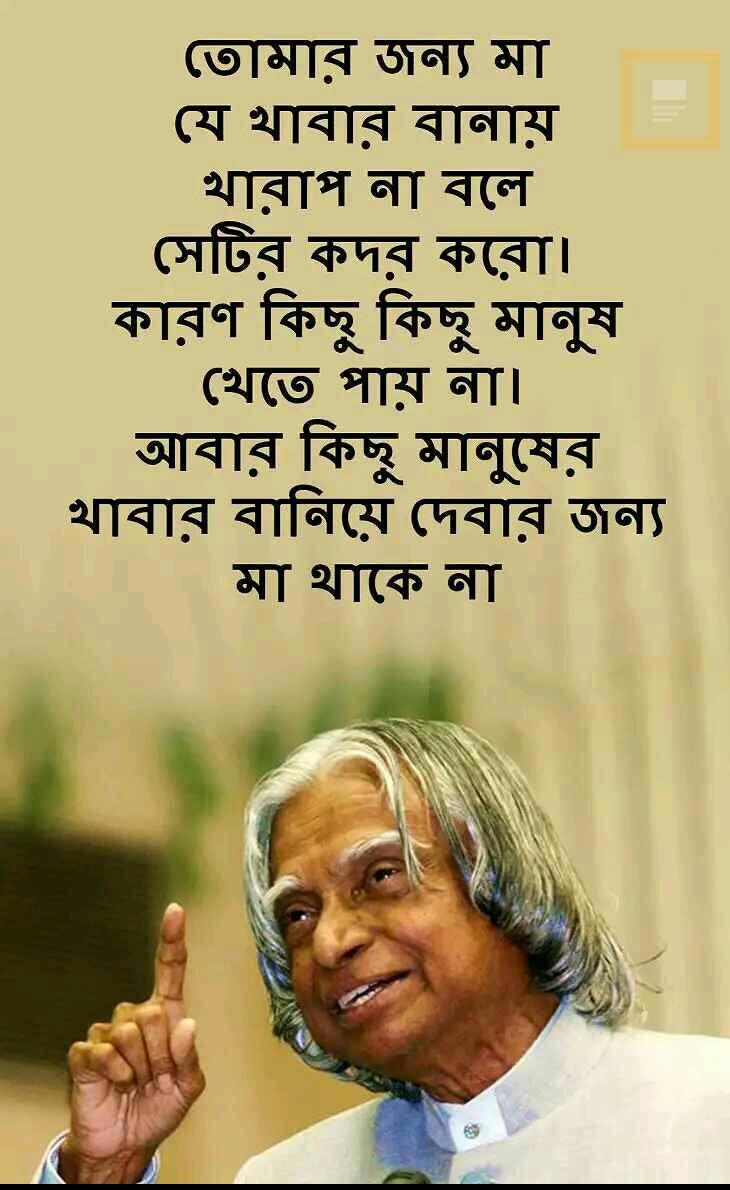 তোমার জন্য মা
যে খাবার বানায়
খারাপ না বলে
সেটির কদর করো।
কারণ কিছু কিছু মানুষ
খেতে পায় না।
আবার কিছু মানুষের
খাবার বানিয়ে দেবার জন্য
মা থাকে না